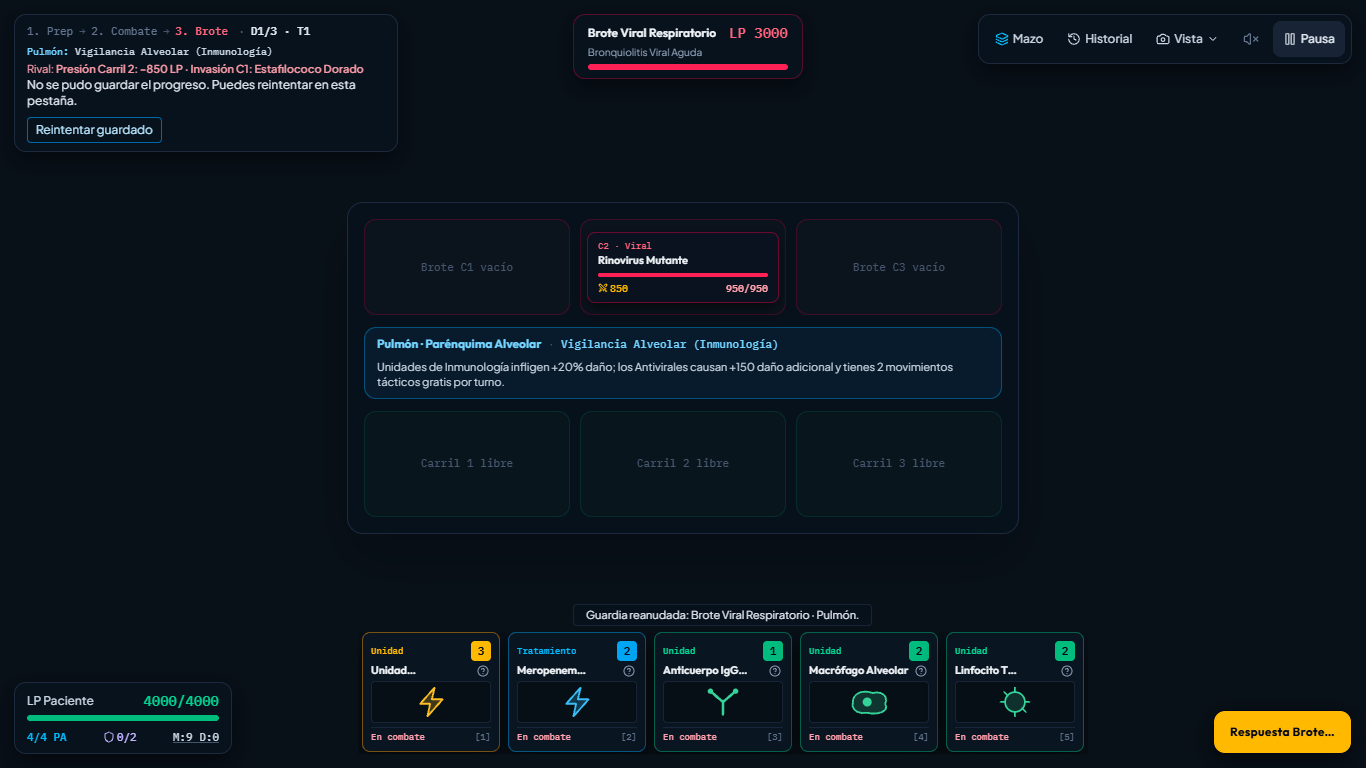 1. Prep → 2. Combate → 3. Brote · D1/3 · T1
Pulmón: Vigilancia Alveolar (Inmunología)
Rival: Presión Carril 2: -850 LP · Invasión C1: Estafilococo Dorado
No se pudo guardar el progreso. Puedes reintentar en esta
pestaña.
Reintentar guardado
Brote Viral Respiratorio LP 3000
Bronquiolitis Viral Aguda
Mazo Historial Vista Pausa
Brote C1 vacío
C2 · Viral
Rinovirus Mutante
850 950/950
Brote C3 vacío
Pulmón · Parénquima Alveolar · Vigilancia Alveolar (Inmunología)
Unidades de Inmunología infligen +20% daño; los Antivirales causan +150 daño adicional y tienes 2 movimientos
tácticos gratis por turno.
Carril 1 libre Carril 2 libre Carril 3 libre
Guardia reanudada: Brote Viral Respiratorio · Pulmón.
Unidad 3
Unidad...
En combate [1]
Tratamiento 2
Meropenem...
En combate [2]
Unidad 1
Anticuerpo IgG...
En combate [3]
Unidad 2
Macrófago Alveolar
En combate [4]
Unidad 2
Linfocito T...
En combate [5]
LP Paciente 4000/4000
4/4 PA 0/2 M:9 D:0
Respuesta Brote...